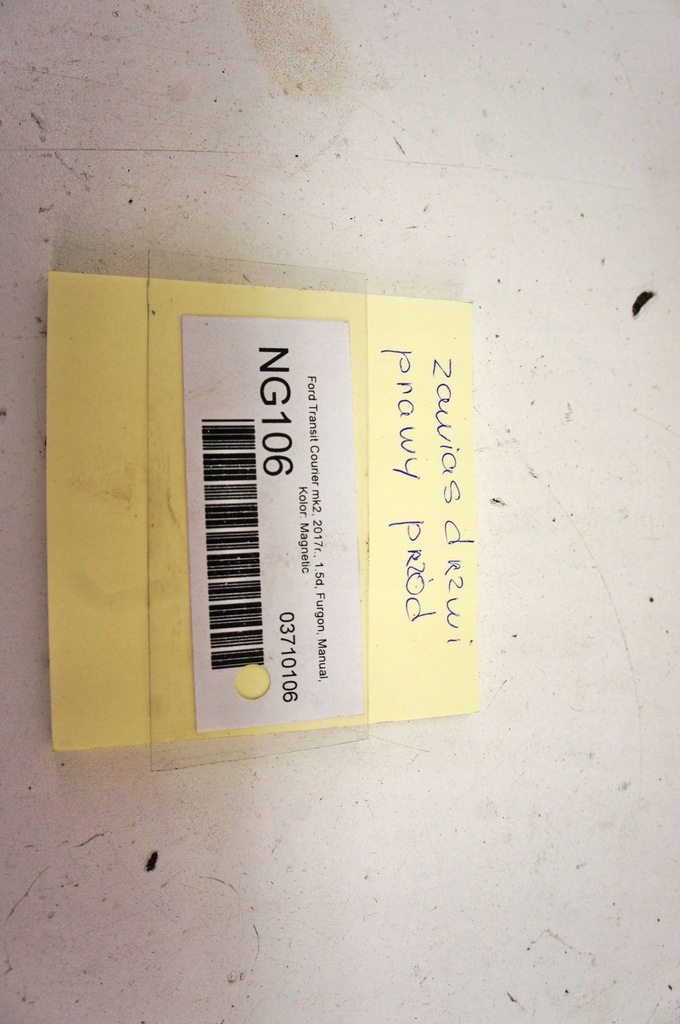 zawias drzwi
prawy przód
Ford Transit Courier mk2, 2017r., 1.5d, Furgon, Manual,
Kolor: Magnetic
NG106
03710106